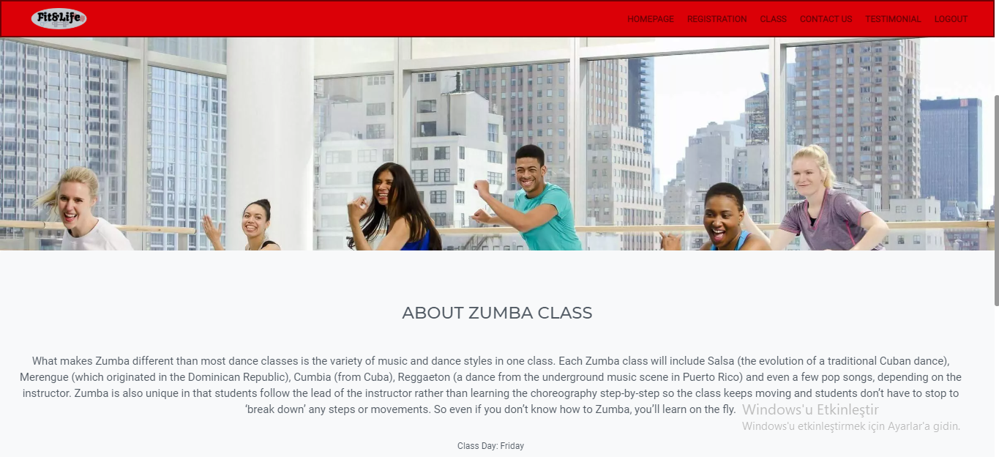 Fit&Life
HOMEPAGE REGISTRATION CLASS CONTACT US TESTIMONIAL LOGOUT
ABOUT ZUMBA CLASS
What makes Zumba different than most dance classes is the variety of music and dance styles in one class. Each Zumba class will include Salsa (the evolution of a traditional Cuban dance),
Merengue (which originated in the Dominican Republic), Cumbia (from Cuba), Reggaeton (a dance from the underground music scene in Puerto Rico) and even a few pop songs, depending on the
instructor. Zumba is also unique in that students follow the lead of the instructor rather than learning the choreography step-by-step so the class keeps moving and students don’t have to stop to
‘break down’ any steps or movements. So even if you don’t know how to Zumba, you’ll learn on the fly.
Windows'u Etkinleştir
Windows'u etkinleştirmek için Ayarlar'a gidin.
Class Day: Friday